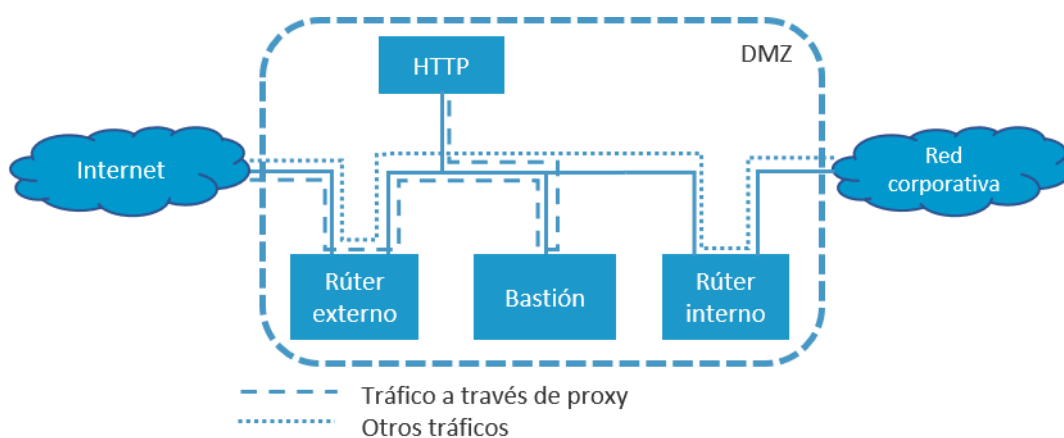 HTTP
DMZ
Internet
Red
corporativa
Rúter
externo
Bastión
Rúter
interno
Tráfico a través de proxy
Otros tráficos